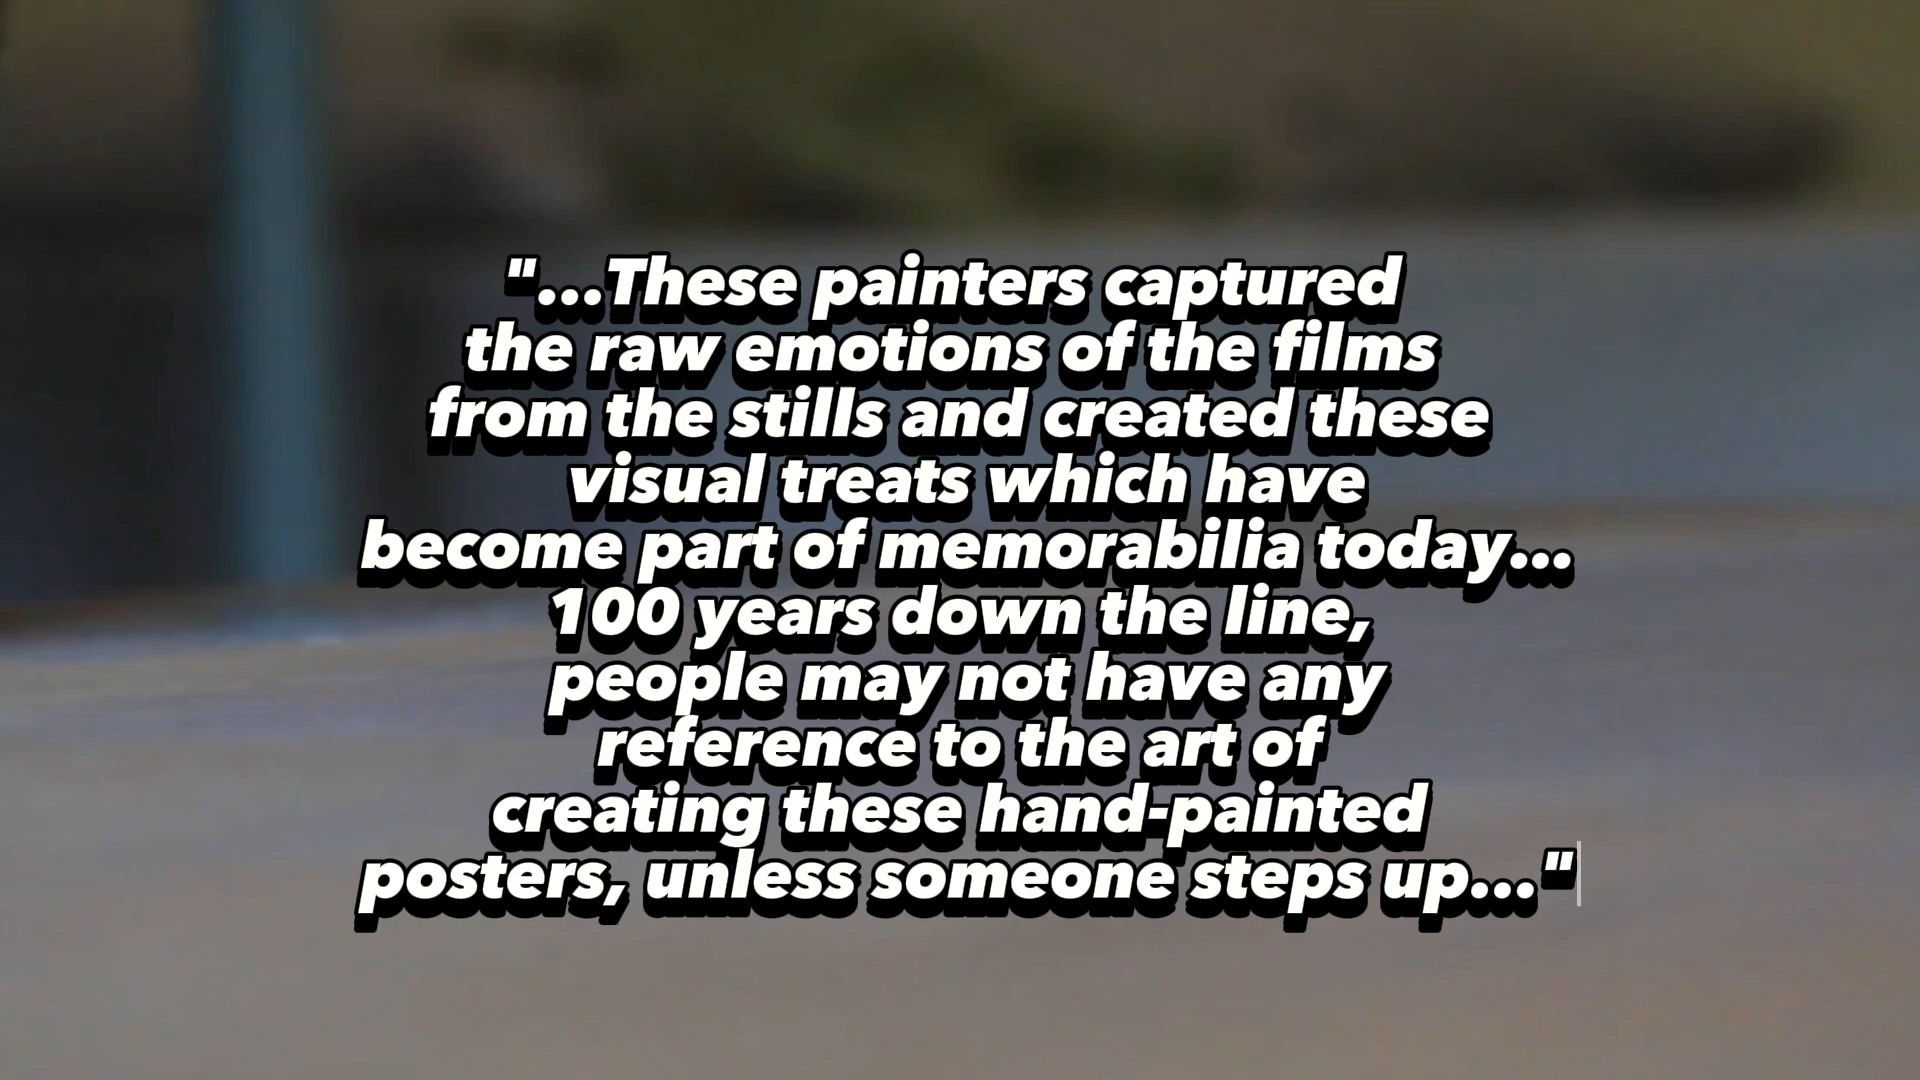 "...These painters captured
the raw emotions of the films
from the stills and created these
visual treats which have
become part of memorabilia today...
100 years down the line,
people may not have any
reference to the art of
creating these hand-painted
posters, unless someone steps up..."